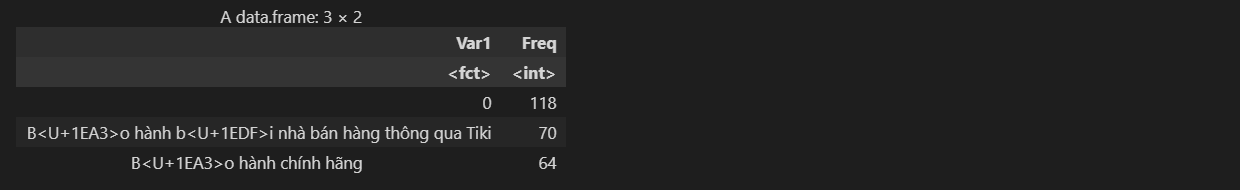 A data.frame: 3 × 2
Var1 Freq
<fct> <int>
0 118
B<U+1EA3>o hành b<U+1EDF>i nhà bán hàng thông qua Tiki 70
B<U+1EA3>o hành chính hãng 64